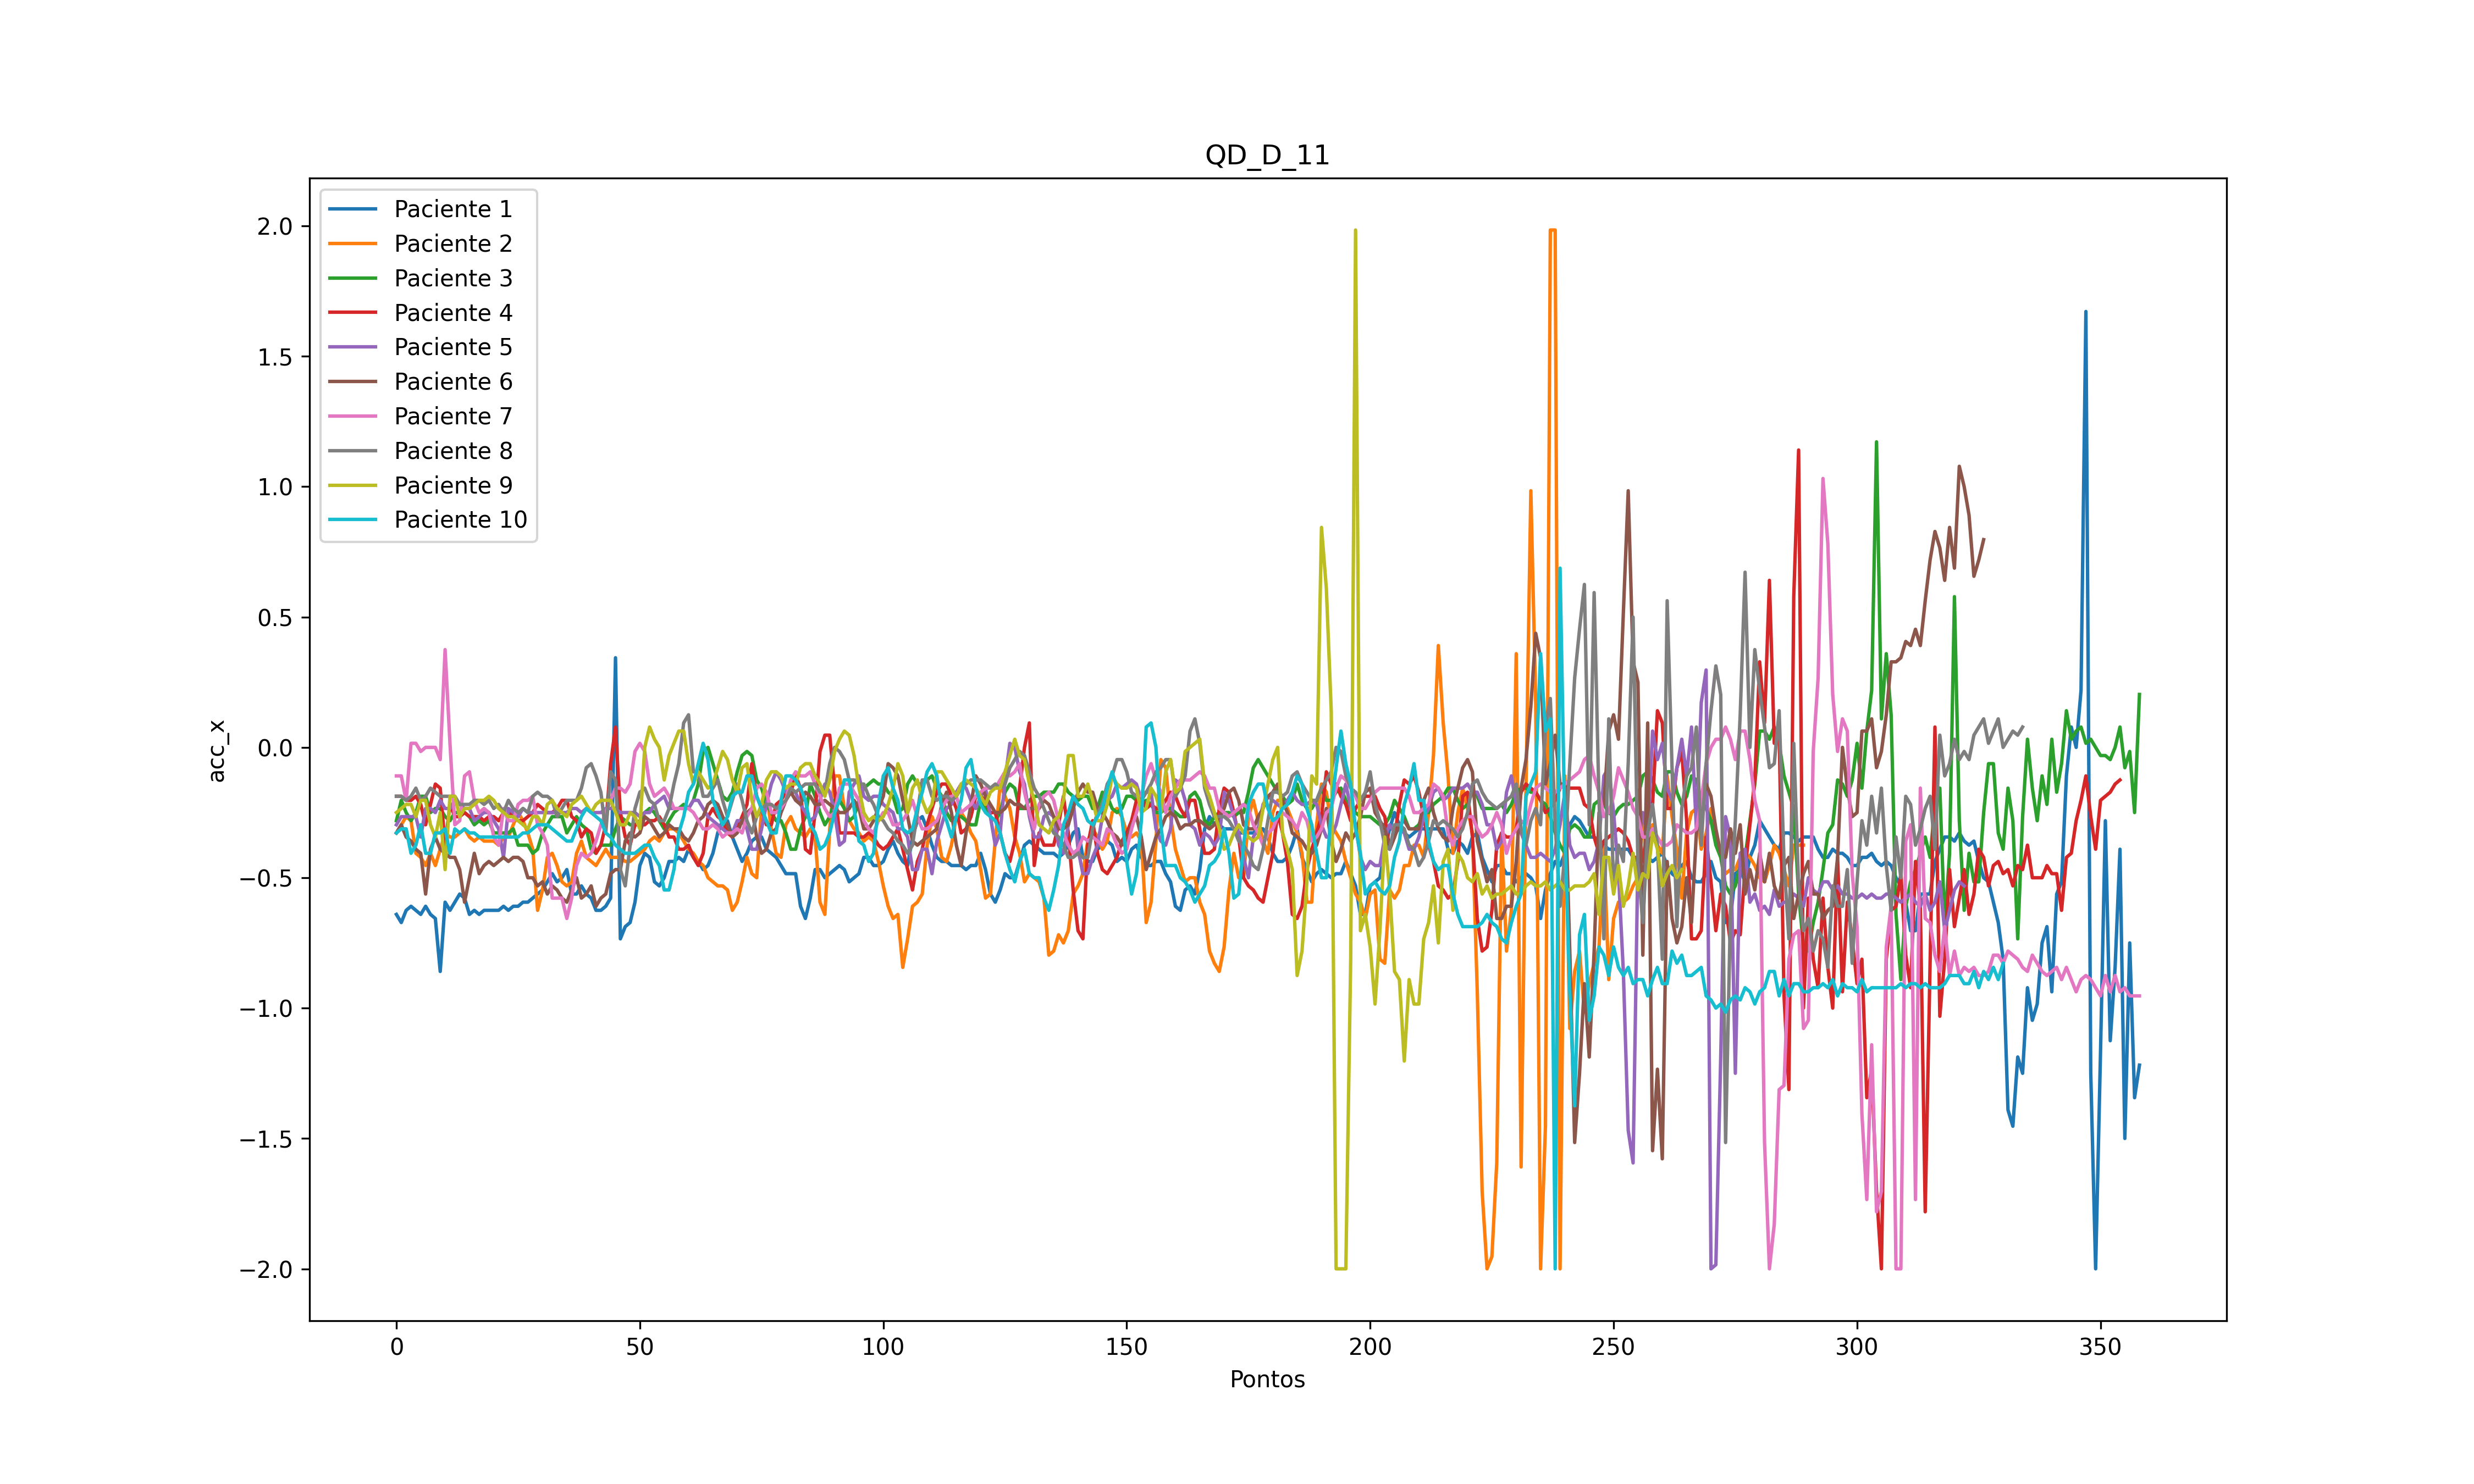 QD_D_11
Paciente 1
Paciente 2
Paciente 3
Paciente 4
Paciente 5
Paciente 6
Paciente 7
Paciente 8
Paciente 9
Paciente 10
acc_x
2.0
1.5
1.0
0.5
0.0
−0.5
−1.0
−1.5
−2.0
0 50 100 150 200 250 300 350
Pontos